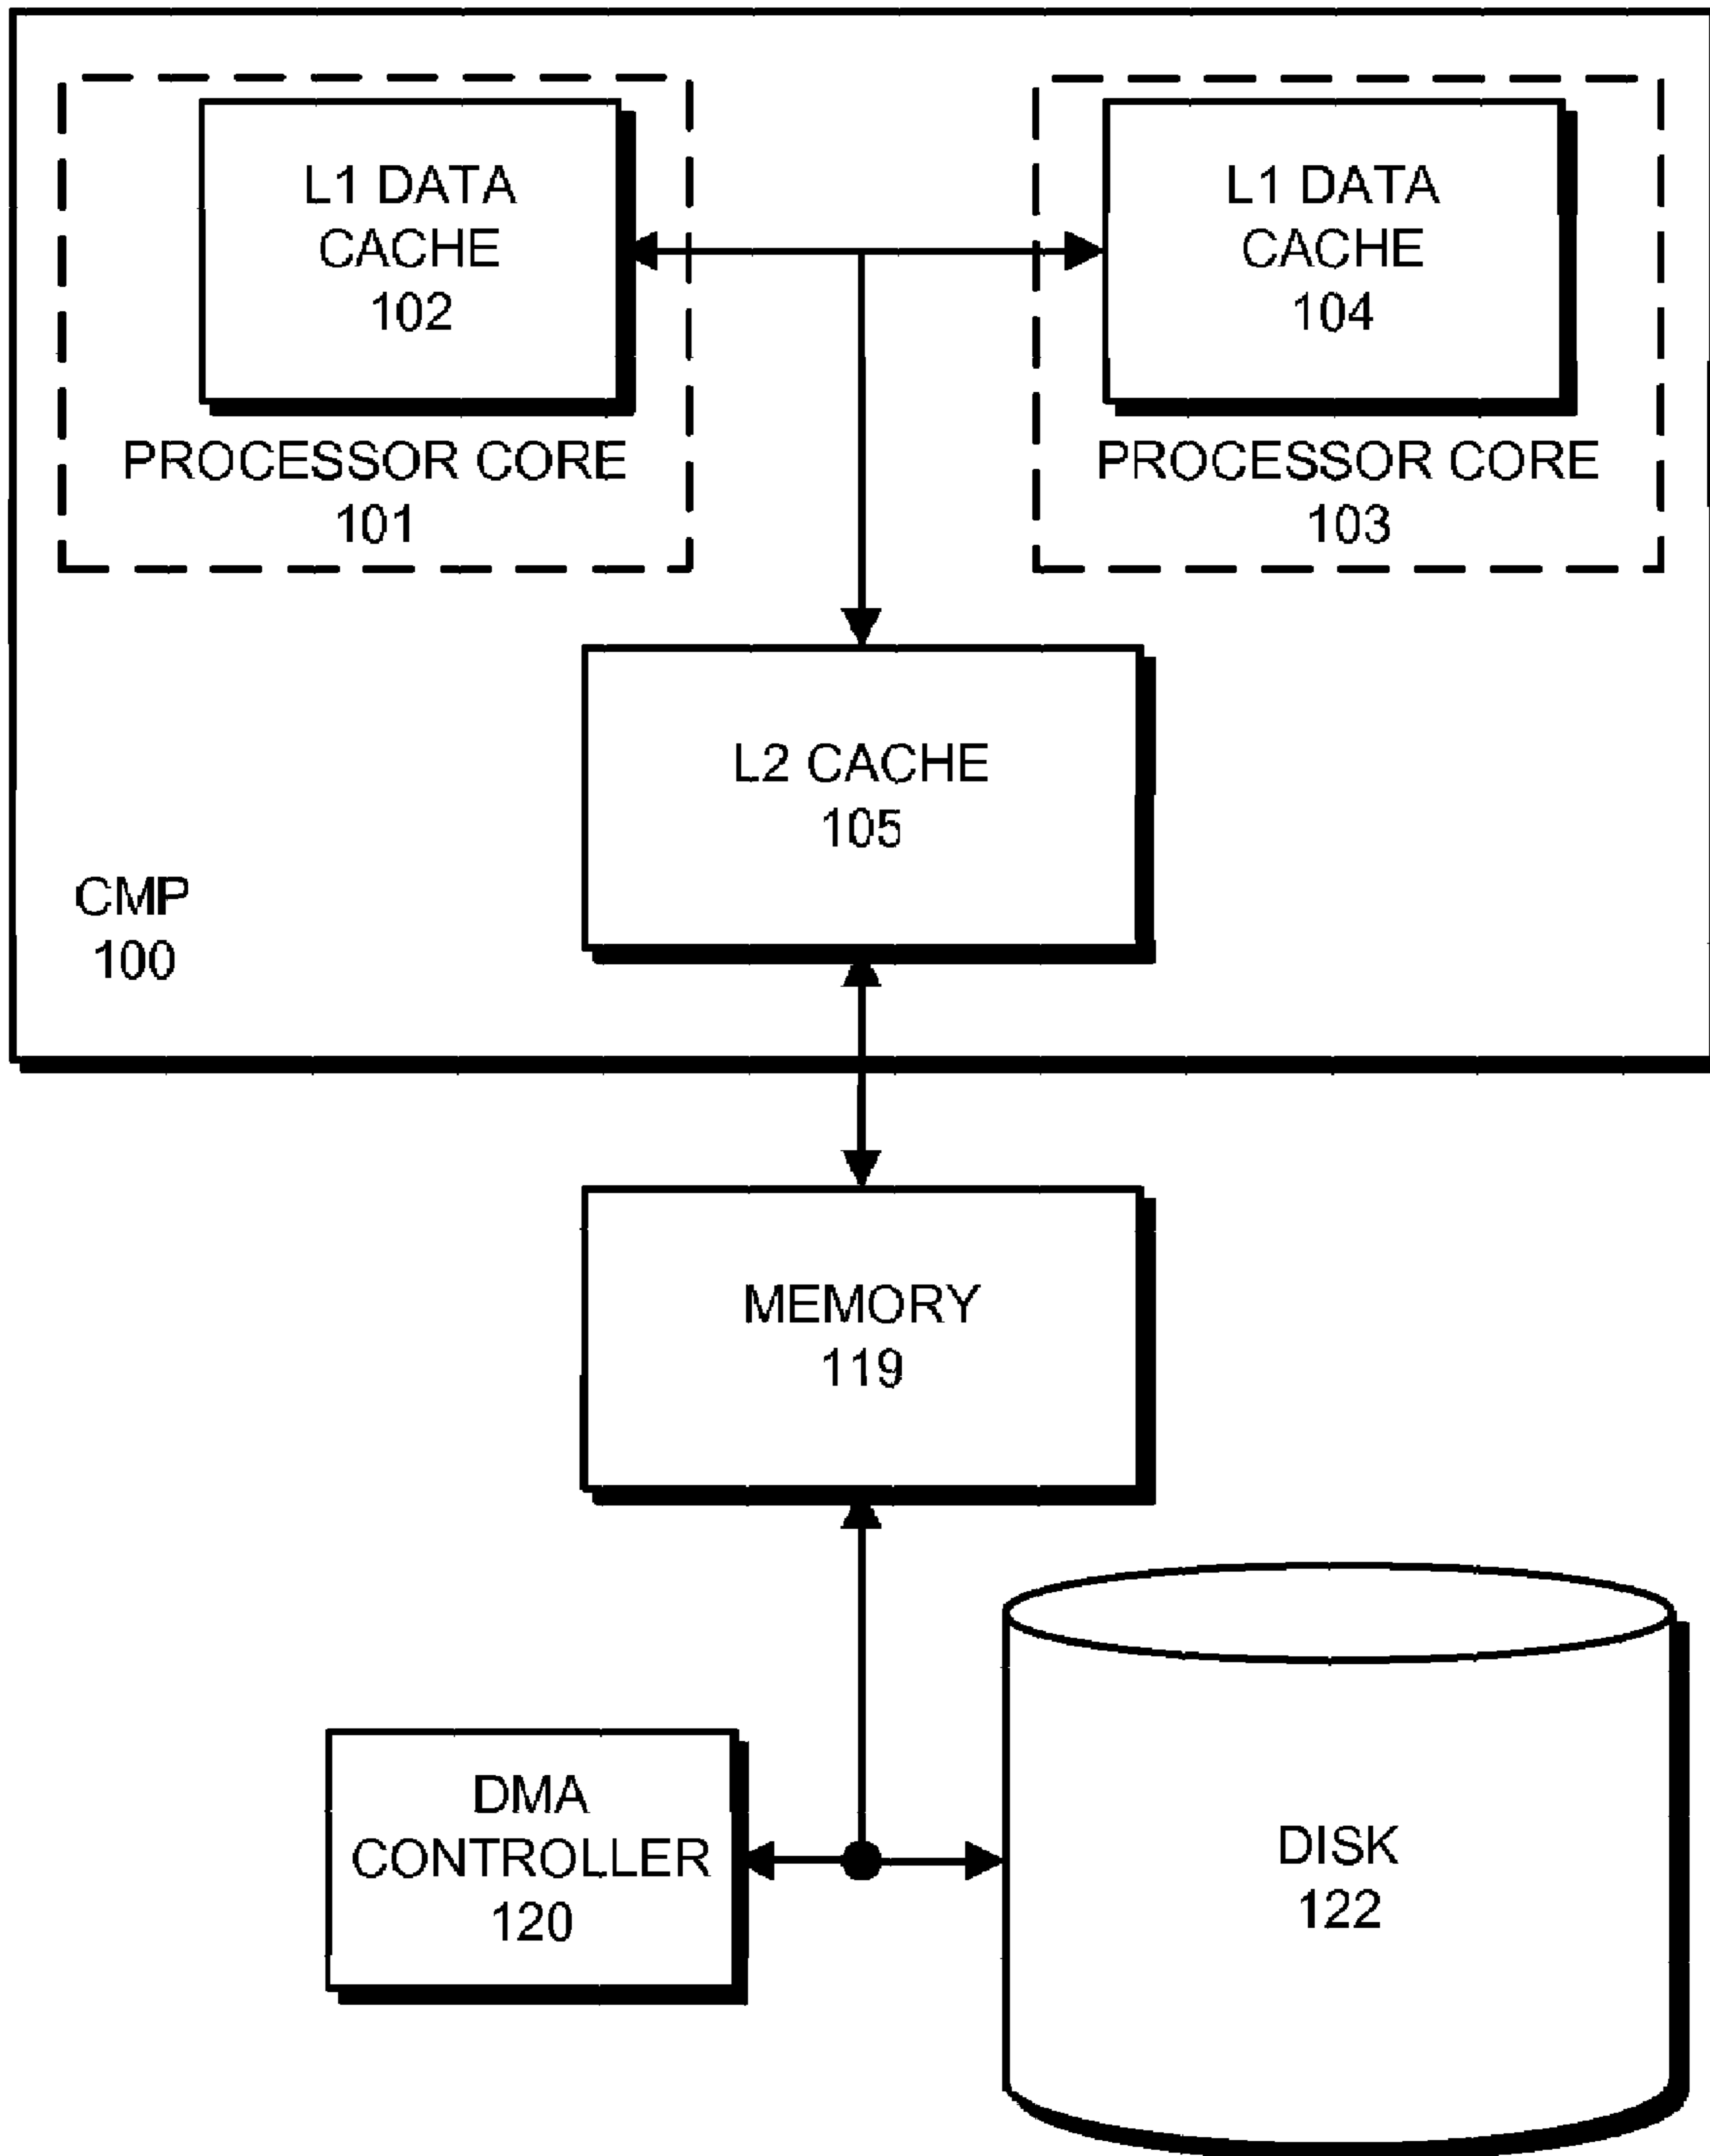 L1 DATA
CACHE
102
PROCESSOR CORE
101
L1 DATA
CACHE
104
PROCESSOR CORE
103
L2 CACHE
105
CMP
100
MEMORY
119
DMA
CONTROLLER
120
DISK
122